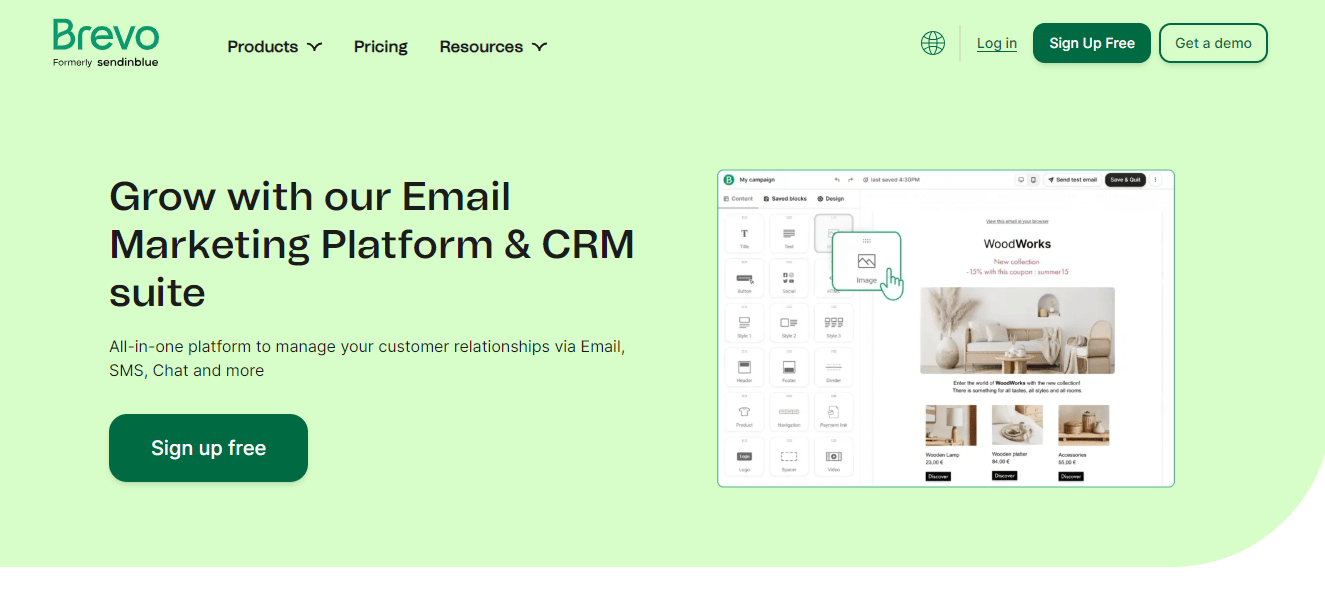 Brevo
Formerly sendinblue
Products
Pricing
Resources
Log in
Sign Up Free
Get a demo
Grow with our Email
Marketing Platform & CRM
suite
All-in-one platform to manage your customer relationships via Email,
SMS, Chat and more
Sign up free
B My campaign
last saved 4:30PM
Send test email
Save & Quit
Content
Saved blocks
Design
Title
Text
Image
Button
Social
HTML
Style 1
Style 2
Style 3
Header
Footer
Divider
Product
Navigation
Payment link
Logo
Logo
Spacer
Video
View this email in your browser
WoodWorks
New collection
-15% with this coupon : summer15
Enter the world of WoodWorks with the new collection!
There is something for all tastes, all styles and all rooms.
Wooden Lamp
23,00 €
Discover
Wooden platter
84,00 €
Discover
Accessories
55,00 €
Discover